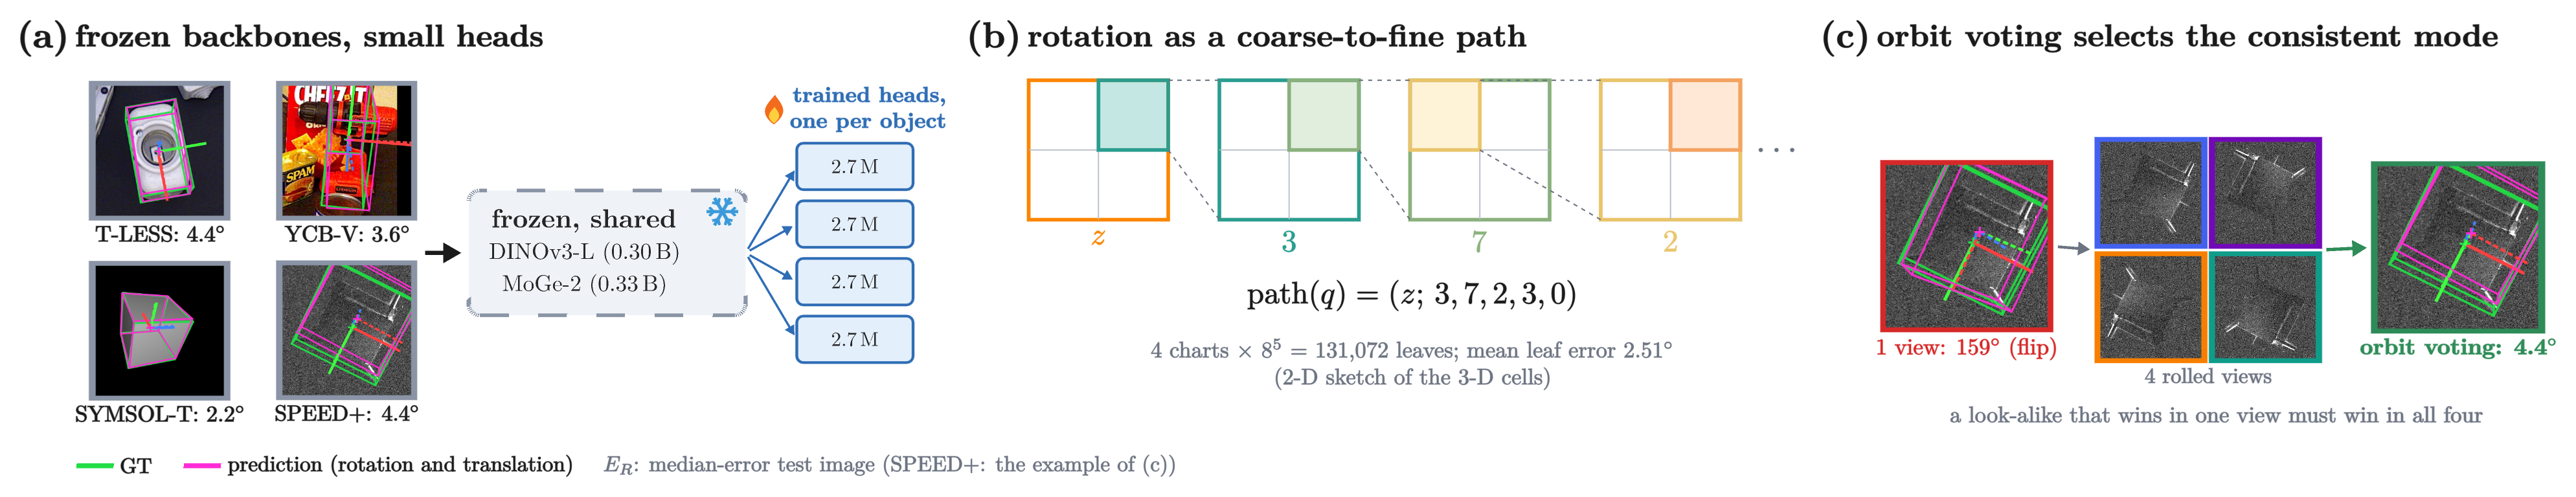 (a) frozen backbones, small heads
T-LESS: 4.4°
CHEEZ-IT
SPAM
YCB-V: 3.6°
SYMSOL-T: 2.2°
SPEED+: 4.4°
frozen, shared
DINOv3-L (0.30 B)
MoGe-2 (0.33 B)
trained heads,
one per object
2.7 M
2.7 M
2.7 M
2.7 M
GT
prediction (rotation and translation)
E_R: median-error test image (SPEED+: the example of (c))
(b) rotation as a coarse-to-fine path
z
3
7
2
...
path(q) = (z; 3, 7, 2, 3, 0)
4 charts × 8⁵ = 131,072 leaves; mean leaf error 2.51°
(2-D sketch of the 3-D cells)
(c) orbit voting selects the consistent mode
1 view: 159° (flip)
4 rolled views
orbit voting: 4.4°
a look-alike that wins in one view must win in all four